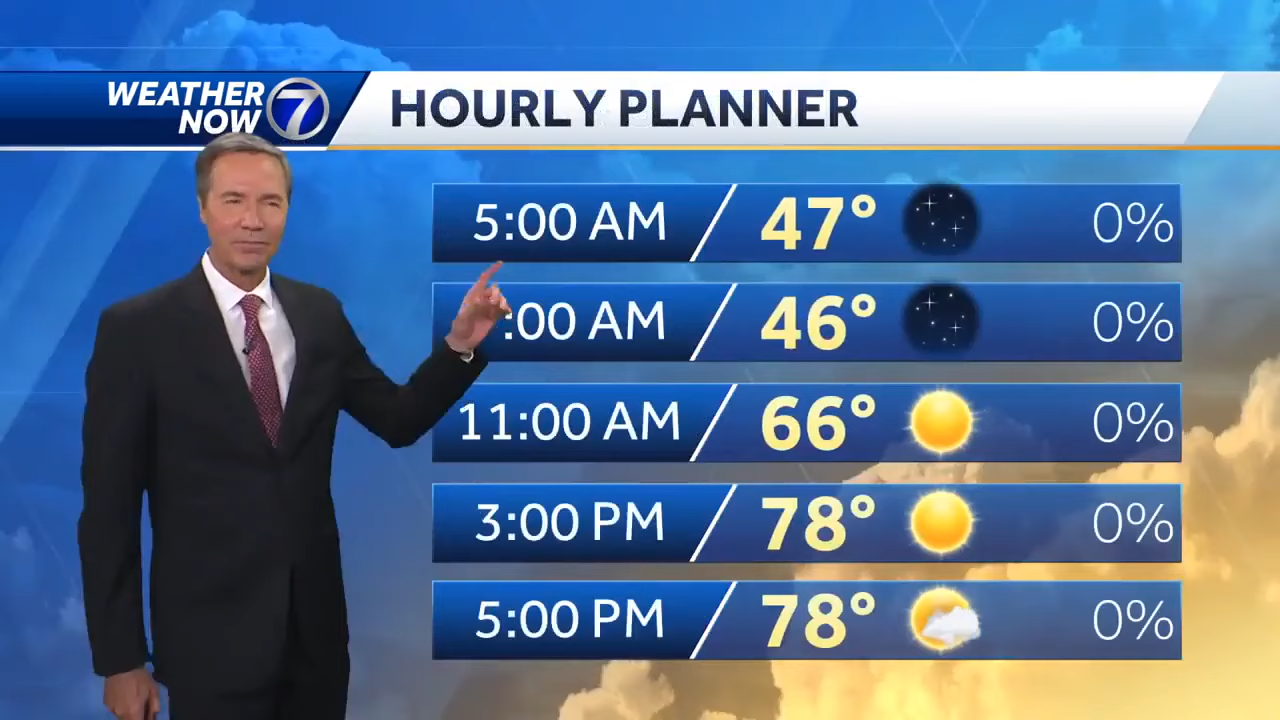 WEATHER
NOW 7
HOURLY PLANNER
5:00 AM 47° 0%
:00 AM 46° 0%
11:00 AM 66° 0%
3:00 PM 78° 0%
5:00 PM 78° 0%